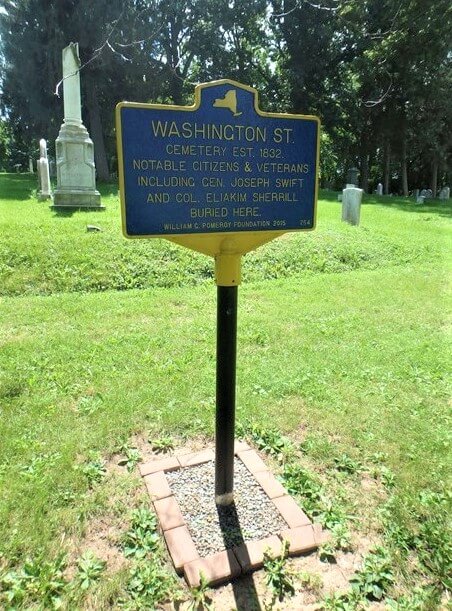 WASHINGTON ST.
CEMETERY EST. 1832.
NOTABLE CITIZENS & VETERANS
INCLUDING GEN. JOSEPH SWIFT
AND COL. ELIAKIM SHERRILL
BURIED HERE.
WILLIAM G. POMEROY FOUNDATION 2015 254